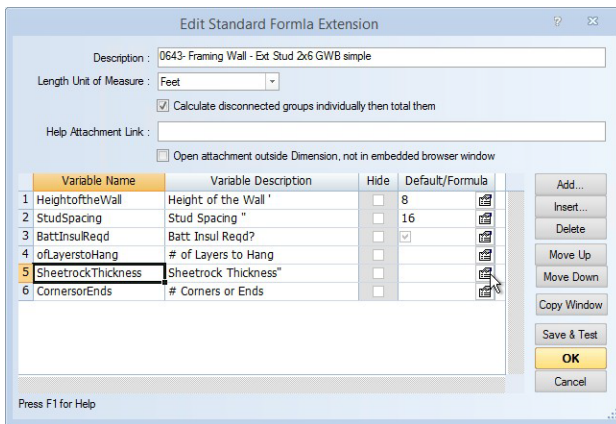 Edit Standard Formla Extension
Description : 0643- Framing Wall - Ext Stud 2x6 GWB simple
Length Unit of Measure : Feet
Calculate disconnected groups individually then total them
Help Attachment Link :
Open attachment outside Dimension, not in embedded browser window
Variable Name Variable Description Hide Default/Formula
1 HeightoftheWall Height of the Wall ' 8
2 StudSpacing Stud Spacing " 16
3 BattInsulReqd Batt Insul Reqd?
4 ofLayerstoHang # of Layers to Hang
5 SheetrockThickness Sheetrock Thickness"
6 CornersorEnds # Corners or Ends
Add...
Insert...
Delete
Move Up
Move Down
Copy Window
Save & Test
OK
Cancel
Press F1 for Help